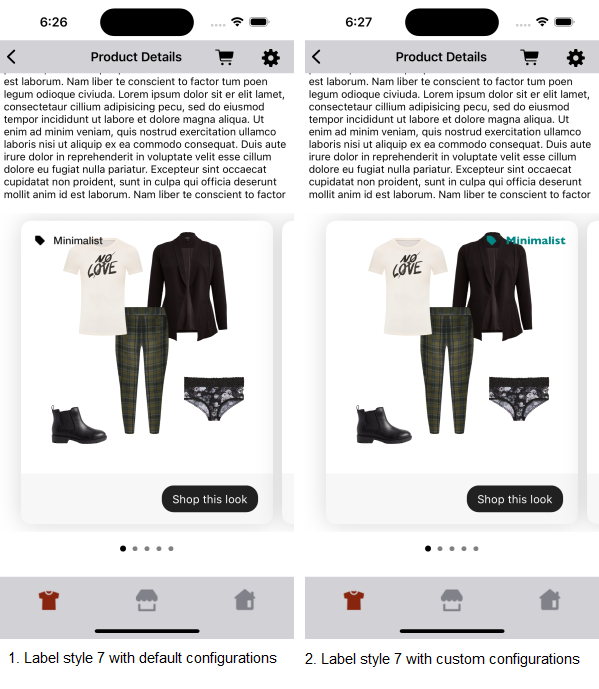 6:26
Product Details
est laborum. Nam liber te conscient to factor tum poen
legum odioque civiuda. Lorem ipsum dolor sit er elit lamet,
consectetaur cillium adipisicing pecu, sed do eiusmod
tempor incididunt ut labore et dolore magna aliqua. Ut
enim ad minim veniam, quis nostrud exercitation ullamco
laboris nisi ut aliquip ex ea commodo consequat. Duis aute
irure dolor in reprehenderit in voluptate velit esse cillum
dolore eu fugiat nulla pariatur. Excepteur sint occaecat
cupidatat non proident, sunt in culpa qui officia deserunt
mollit anim id est laborum. Nam liber te conscient to factor
Minimalist
NO
LOVE
Shop this look
1. Label style 7 with default configurations
6:27
Product Details
est laborum. Nam liber te conscient to factor tum poen
legum odioque civiuda. Lorem ipsum dolor sit er elit lamet,
consectetaur cillium adipisicing pecu, sed do eiusmod
tempor incididunt ut labore et dolore magna aliqua. Ut
enim ad minim veniam, quis nostrud exercitation ullamco
laboris nisi ut aliquip ex ea commodo consequat. Duis aute
irure dolor in reprehenderit in voluptate velit esse cillum
dolore eu fugiat nulla pariatur. Excepteur sint occaecat
cupidatat non proident, sunt in culpa qui officia deserunt
mollit anim id est laborum. Nam liber te conscient to factor
Minimalist
NO
LOVE
Shop this look
2. Label style 7 with custom configurations